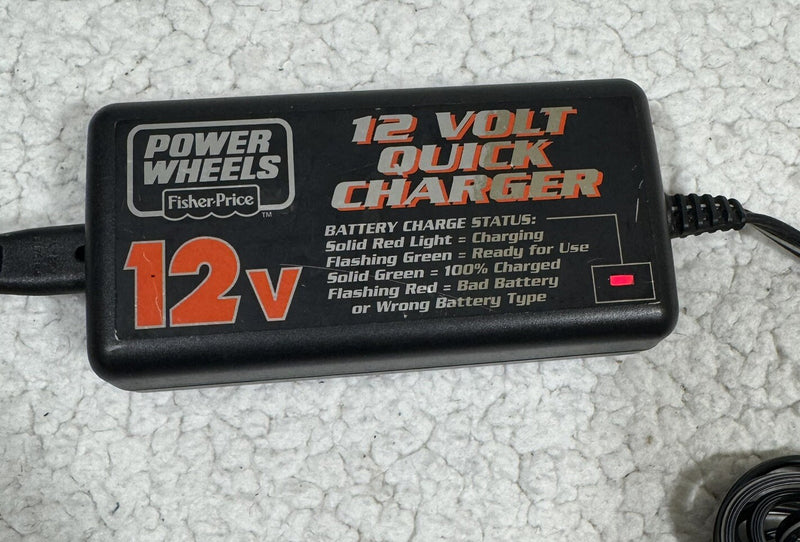 POWER
WHEELS
Fisher-Price
TM
12V
12 VOLT
QUICK
CHARGER
BATTERY CHARGE STATUS:
Solid Red Light = Charging
Flashing Green = Ready for Use
Solid Green = 100% Charged
Flashing Red = Bad Battery
or Wrong Battery Type